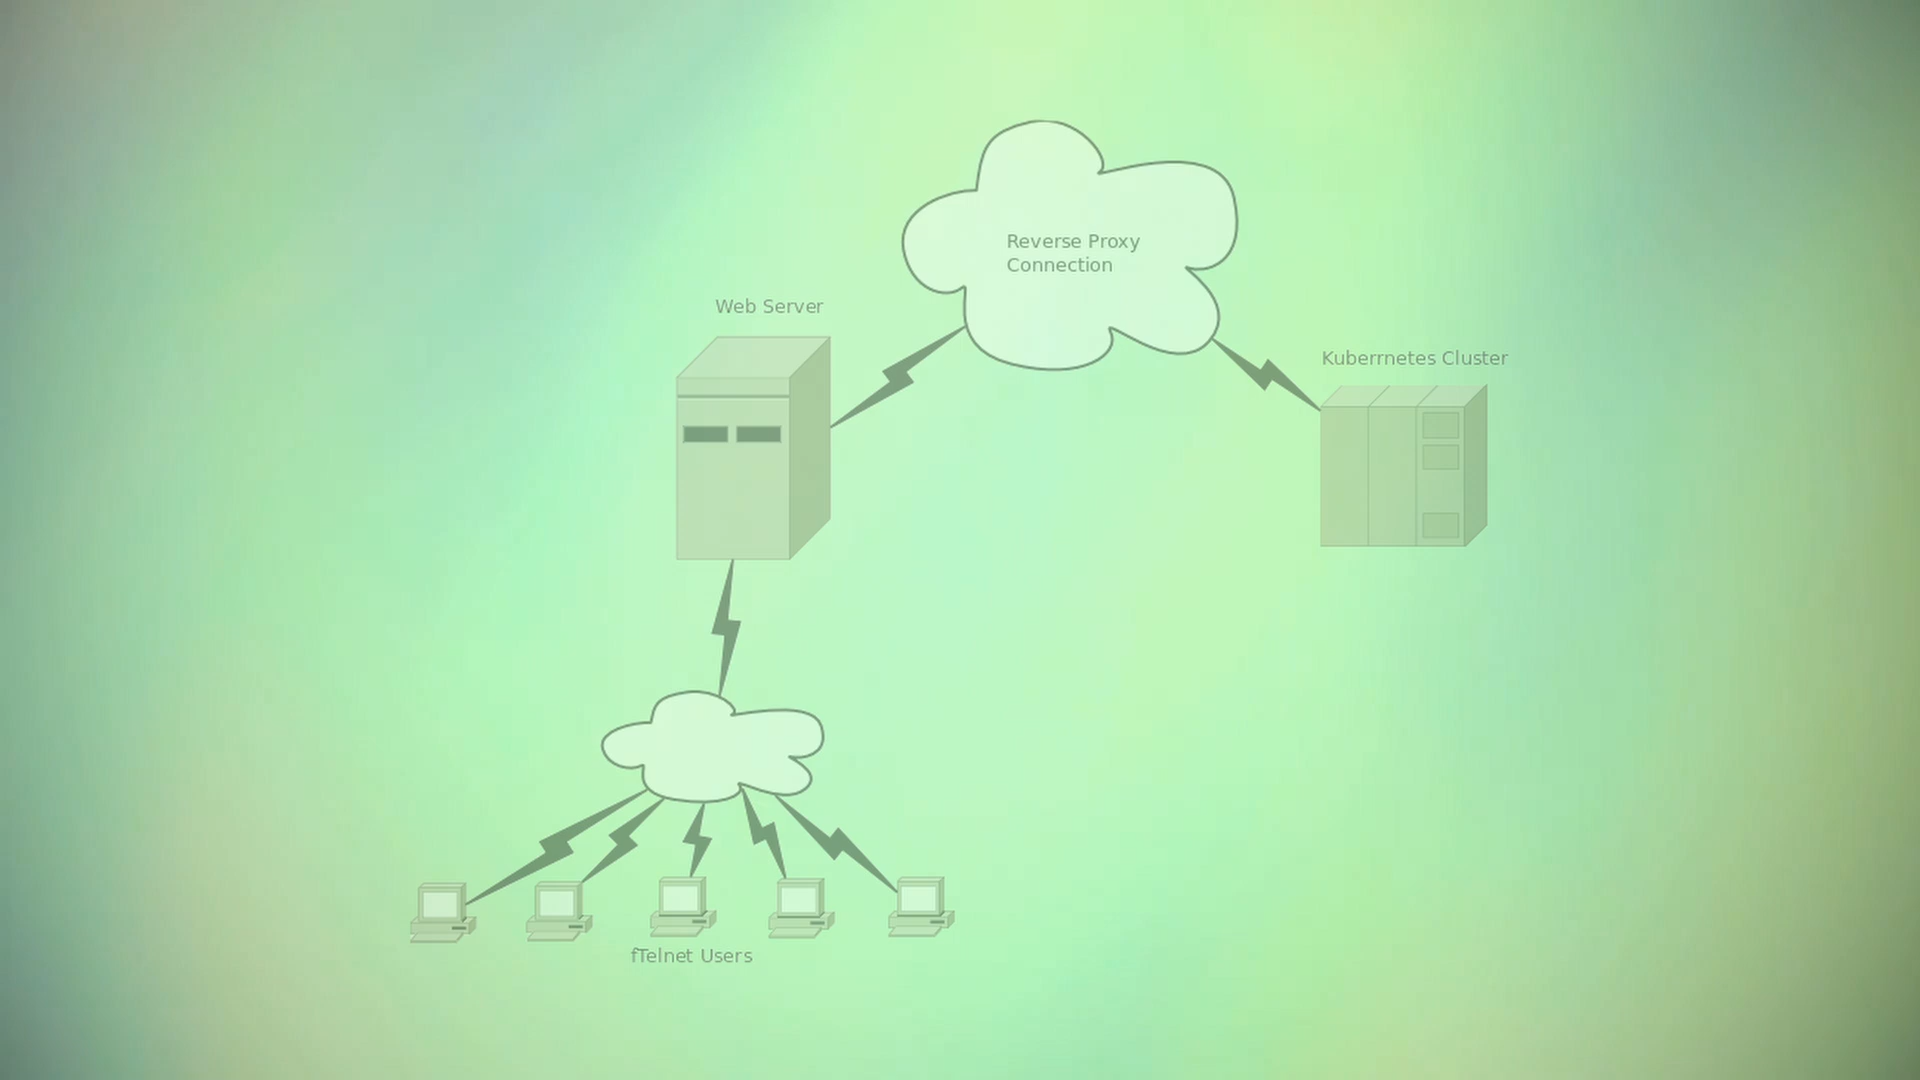 Reverse Proxy
Connection
Web Server
Kuberrnetes Cluster
fTelnet Users